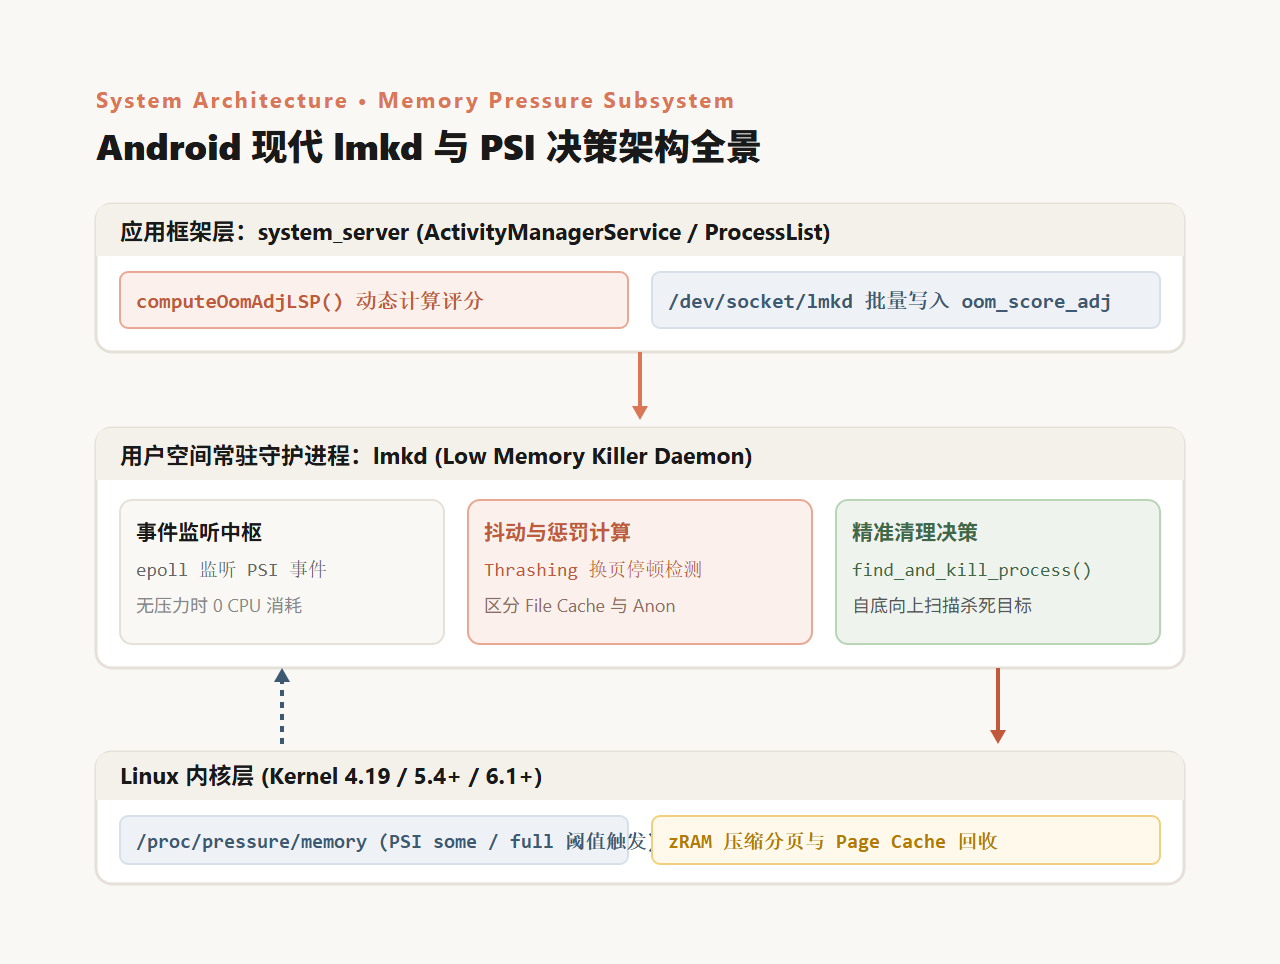 System Architecture • Memory Pressure Subsystem
Android 现代 lmkd 与 PSI 决策架构全景
应用框架层：system_server (ActivityManagerService / ProcessList)
computeOomAdjLSP() 动态计算评分
/dev/socket/lmkd 批量写入 oom_score_adj
用户空间常驻守护进程：lmkd (Low Memory Killer Daemon)
事件监听中枢
epoll 监听 PSI 事件
无压力时 0 CPU 消耗
抖动与惩罚计算
Thrashing 换页停顿检测
区分 File Cache 与 Anon
精准清理决策
find_and_kill_process()
自底向上扫描杀死目标
Linux 内核层 (Kernel 4.19 / 5.4+ / 6.1+)
/proc/pressure/memory (PSI some / full 阈值触发)
zRAM 压缩分页与 Page Cache 回收